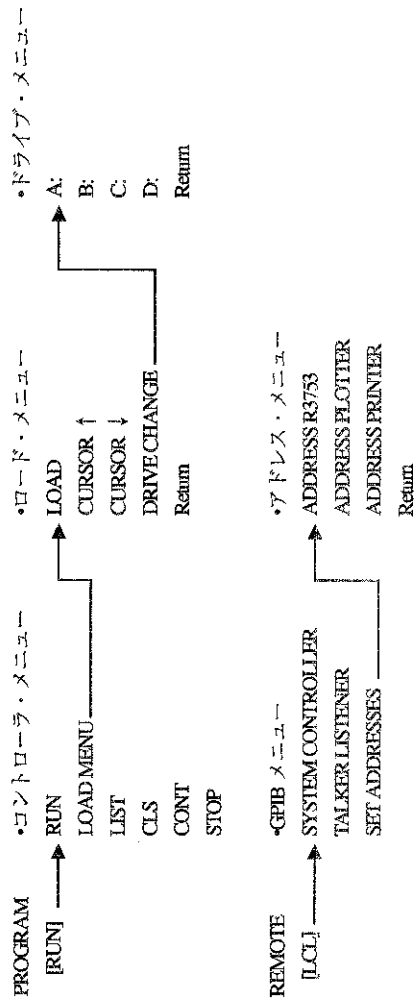 PROGRAM
[RUN]
•コントローラ・メニュー
RUN
LOAD MENU
LIST
CLS
CONT
STOP
•ロード・メニュー
LOAD
CURSOR ↑
CURSOR ↓
DRIVE CHANGE
Return
•ドライブ・メニュー
A:
B:
C:
D:
Return
REMOTE
[LCL]
•GPIB メニュー
SYSTEM CONTROLLER
TALKER LISTENER
SET ADDRESSES
•アドレス・メニュー
ADDRESS R3753
ADDRESS PLOTTER
ADDRESS PRINTER
Return